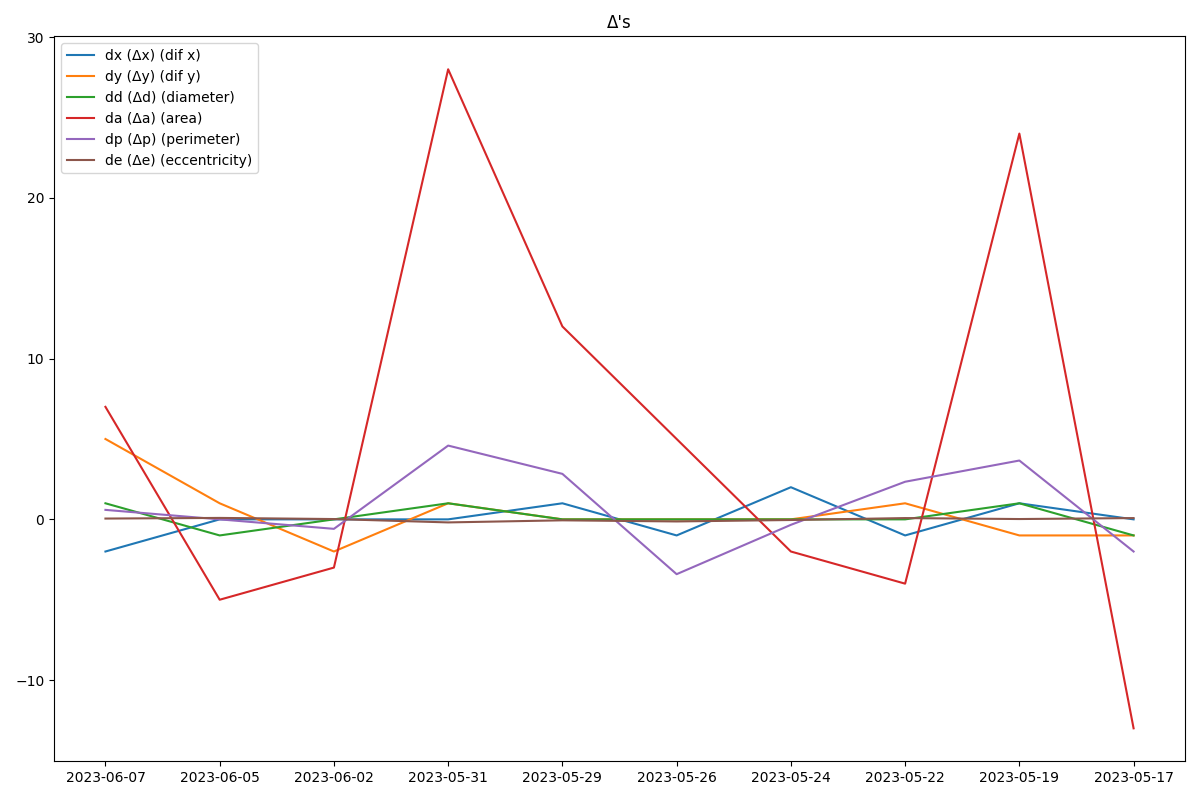 Δ's
30
20
10
0
−10
dx (Δx) (dif x)
dy (Δy) (dif y)
dd (Δd) (diameter)
da (Δa) (area)
dp (Δp) (perimeter)
de (Δe) (eccentricity)
2023-06-07 2023-06-05 2023-06-02 2023-05-31 2023-05-29 2023-05-26 2023-05-24 2023-05-22 2023-05-19 2023-05-17